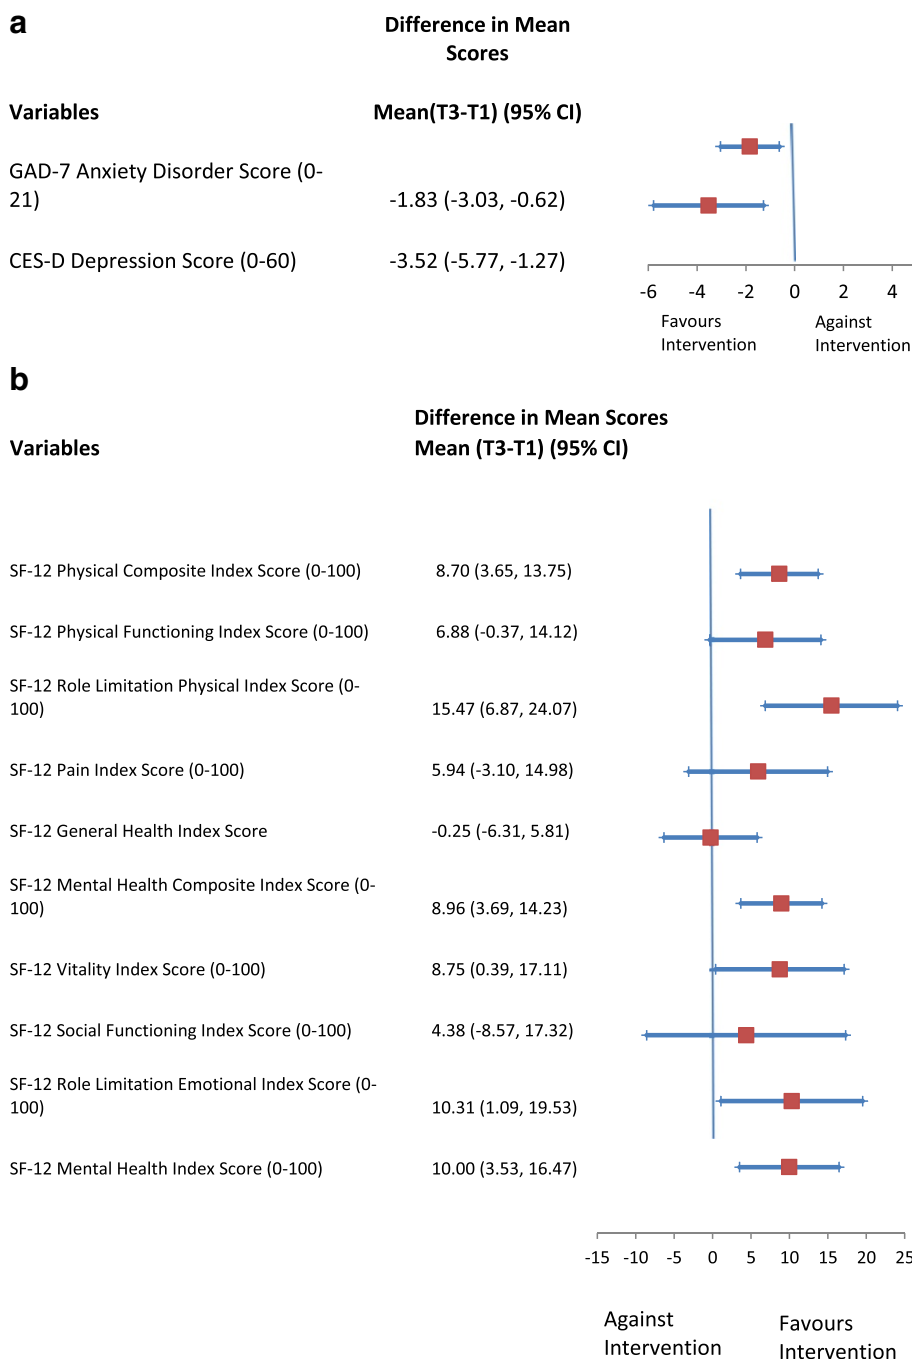 a
Difference in Mean
Scores
Variables
Mean(T3-T1) (95% CI)
GAD-7 Anxiety Disorder Score (0-
21)
-1.83 (-3.03, -0.62)
CES-D Depression Score (0-60)
-3.52 (-5.77, -1.27)
-6 -4 -2 0 2 4
Favours
Intervention
Against
Intervention
b
Difference in Mean Scores
Variables
Mean (T3-T1) (95% CI)
SF-12 Physical Composite Index Score (0-100)
8.70 (3.65, 13.75)
SF-12 Physical Functioning Index Score (0-100)
6.88 (-0.37, 14.12)
SF-12 Role Limitation Physical Index Score (0-
100)
15.47 (6.87, 24.07)
SF-12 Pain Index Score (0-100)
5.94 (-3.10, 14.98)
SF-12 General Health Index Score
-0.25 (-6.31, 5.81)
SF-12 Mental Health Composite Index Score (0-
100)
8.96 (3.69, 14.23)
SF-12 Vitality Index Score (0-100)
8.75 (0.39, 17.11)
SF-12 Social Functioning Index Score (0-100)
4.38 (-8.57, 17.32)
SF-12 Role Limitation Emotional Index Score (0-
100)
10.31 (1.09, 19.53)
SF-12 Mental Health Index Score (0-100)
10.00 (3.53, 16.47)
-15 -10 -5 0 5 10 15 20 25
Against
Intervention
Favours
Intervention